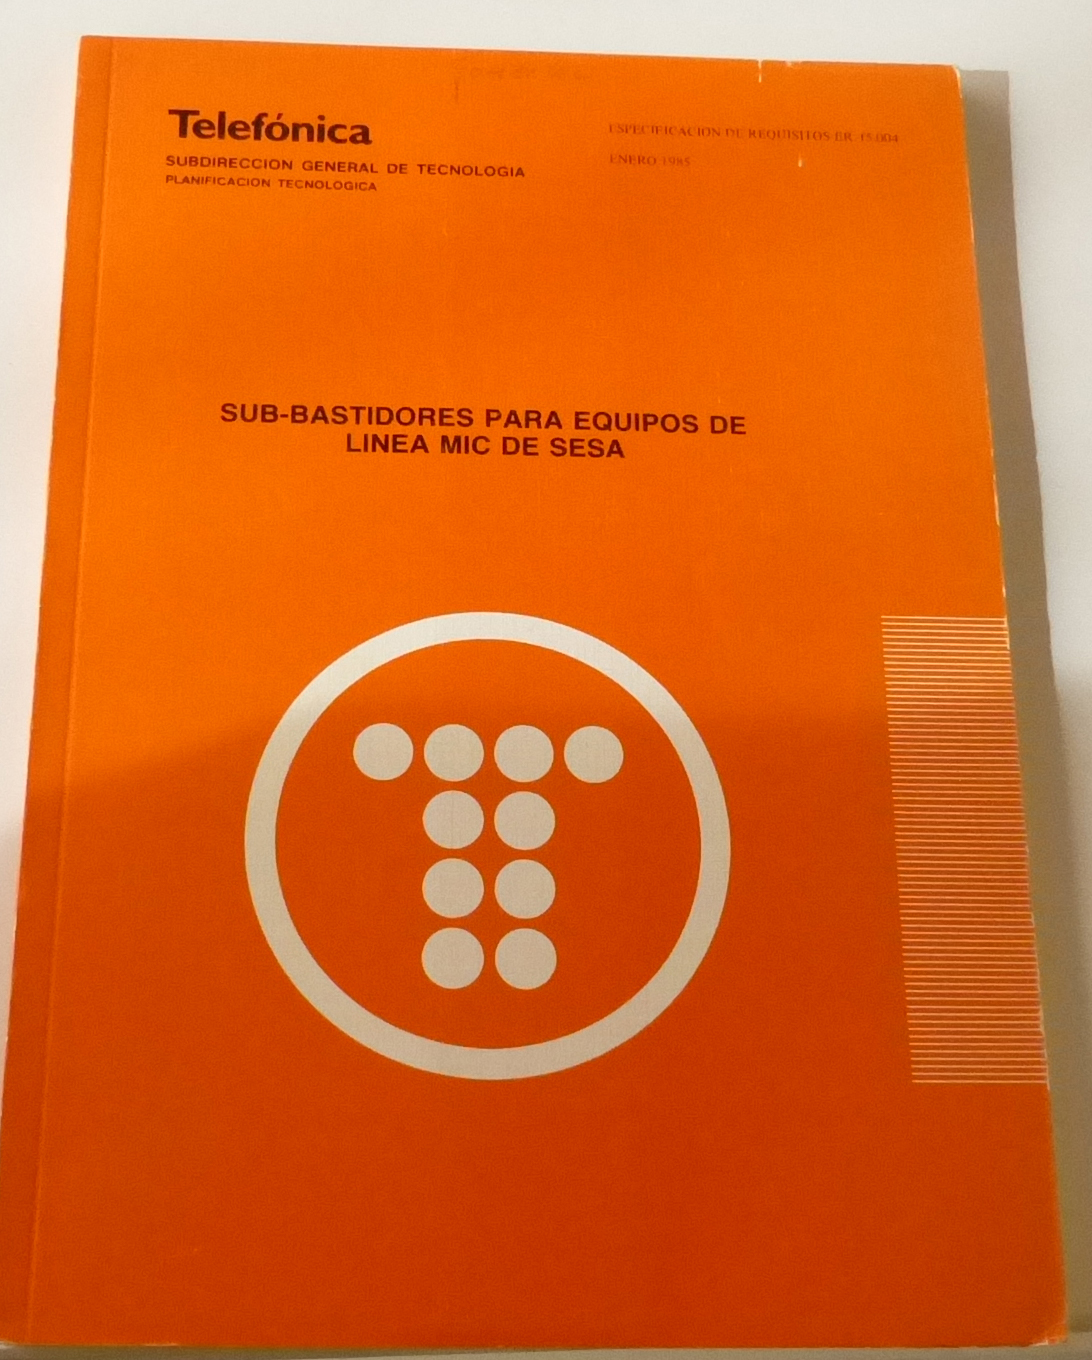 Telefónica
SUBDIRECCION GENERAL DE TECNOLOGIA
PLANIFICACION TECNOLOGICA
ESPECIFICACION DE REQUISITOS ER. f5.004
ENERO 1985
SUB-BASTIDORES PARA EQUIPOS DE
LINEA MIC DE SESA